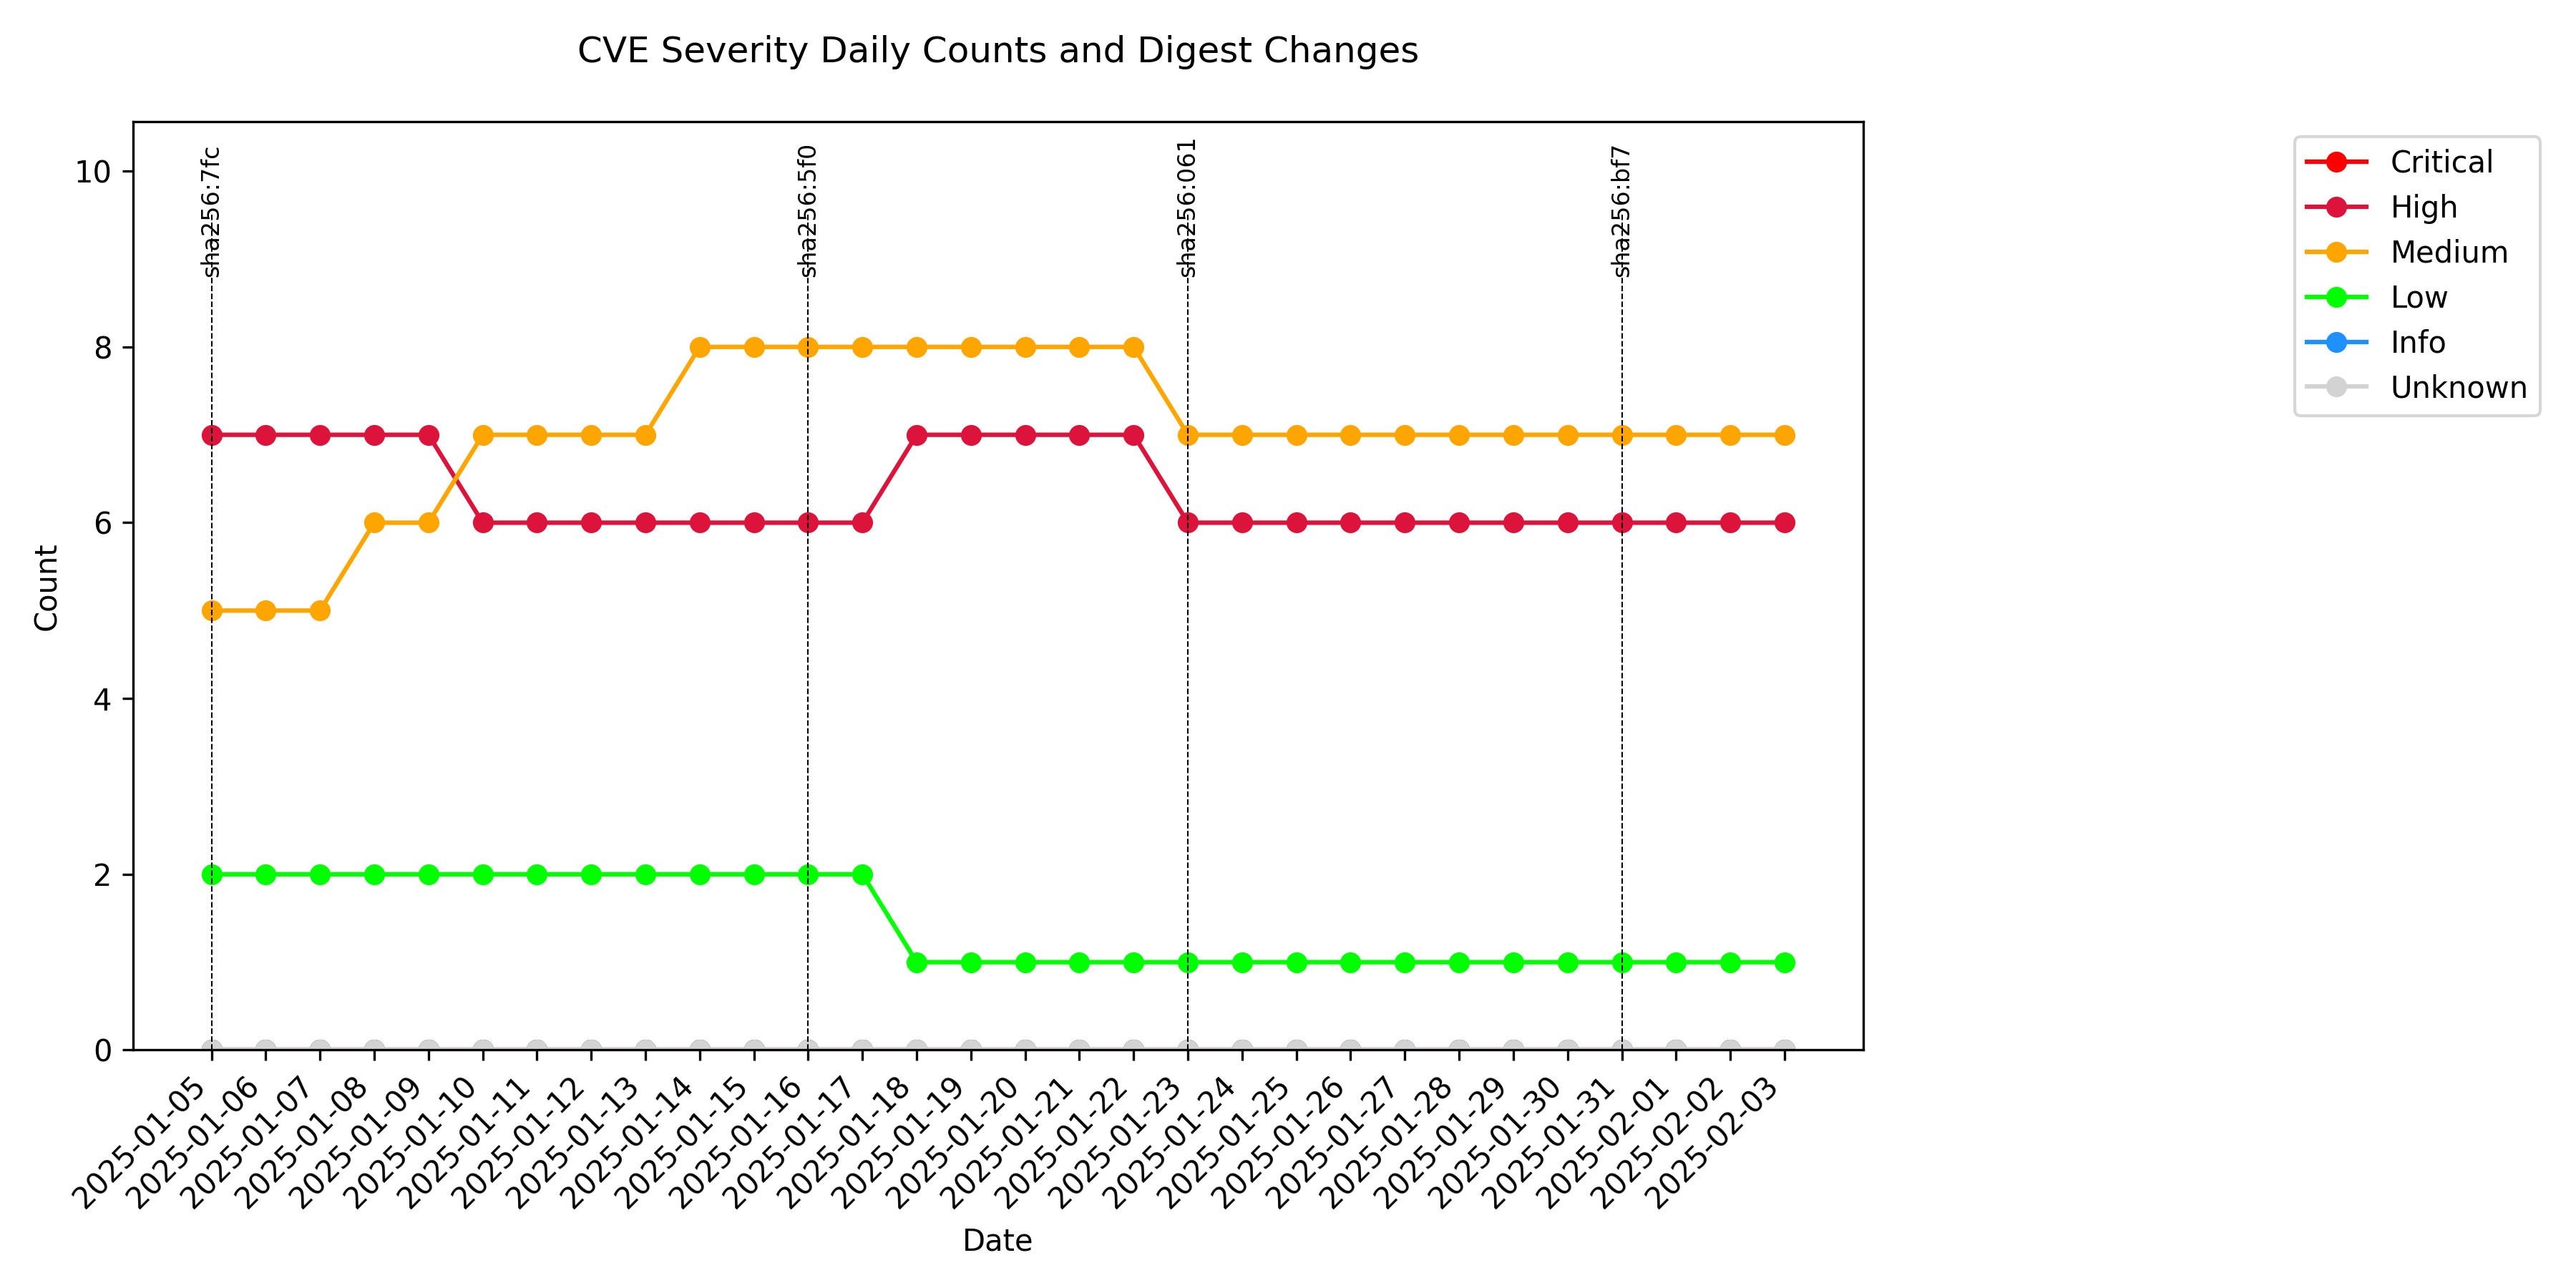 CVE Severity Daily Counts and Digest Changes
sha256:7fc
sha256:5f0
sha256:061
sha256:bf7
Critical
High
Medium
Low
Info
Unknown
10
8
6
4
2
0
Count
2025-01-05
2025-01-06
2025-01-07
2025-01-08
2025-01-09
2025-01-10
2025-01-11
2025-01-12
2025-01-13
2025-01-14
2025-01-15
2025-01-16
2025-01-17
2025-01-18
2025-01-19
2025-01-20
2025-01-21
2025-01-22
2025-01-23
2025-01-24
2025-01-25
2025-01-26
2025-01-27
2025-01-28
2025-01-29
2025-01-30
2025-01-31
2025-02-01
2025-02-02
2025-02-03
Date